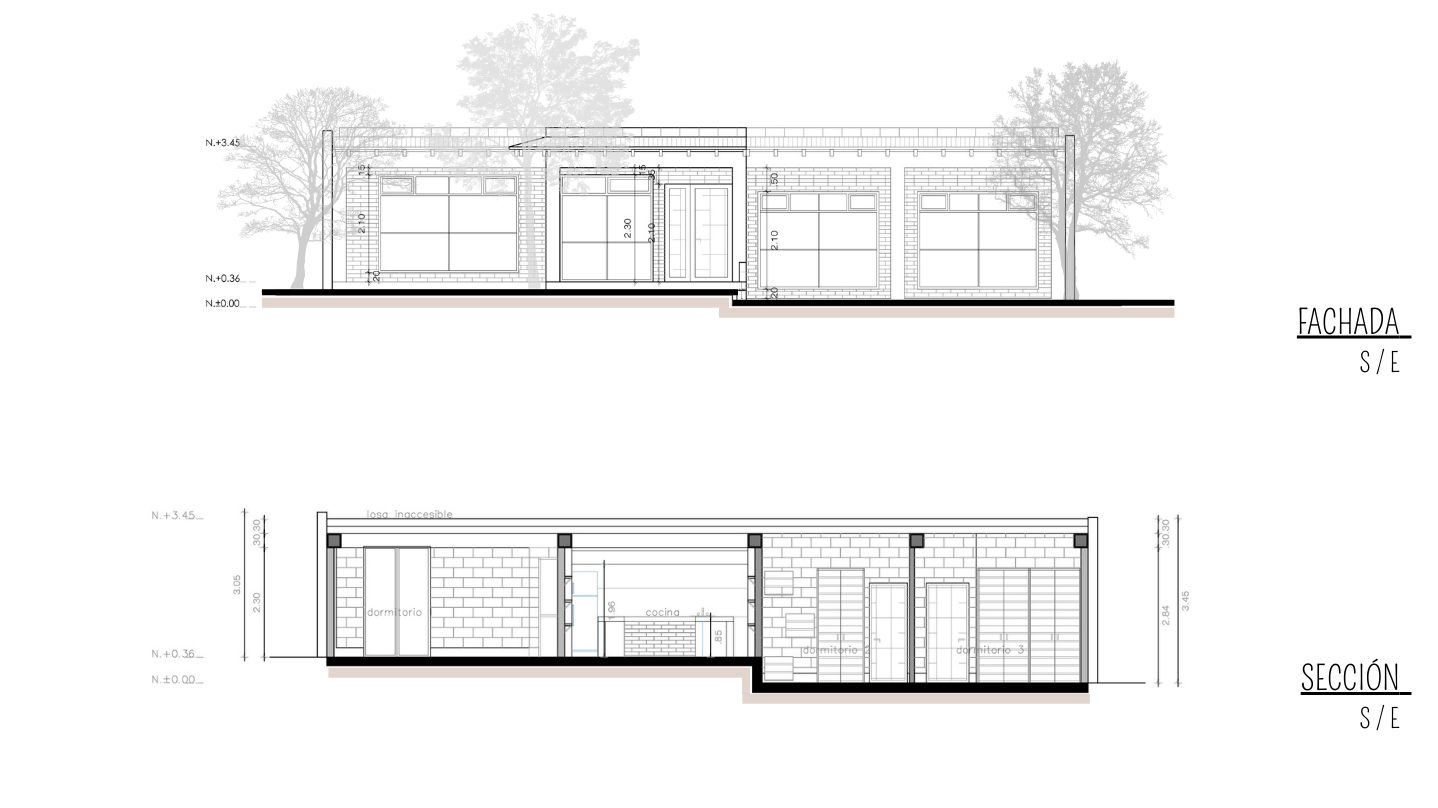 N.+3.45
.15
.15
.35
.50
2.10
2.30
2.10
2.10
N.+0.36
.20
.20
N.±0.00
FACHADA
S / E
N.+3.45
losa inaccesible
.30
.30
.30
.30
3.05
2.30
dormitorio
1.96
cocina
.85
2.84
3.45
N.+0.36
dormitorio
dormitorio 3
N.±0.00
SECCIÓN
S / E